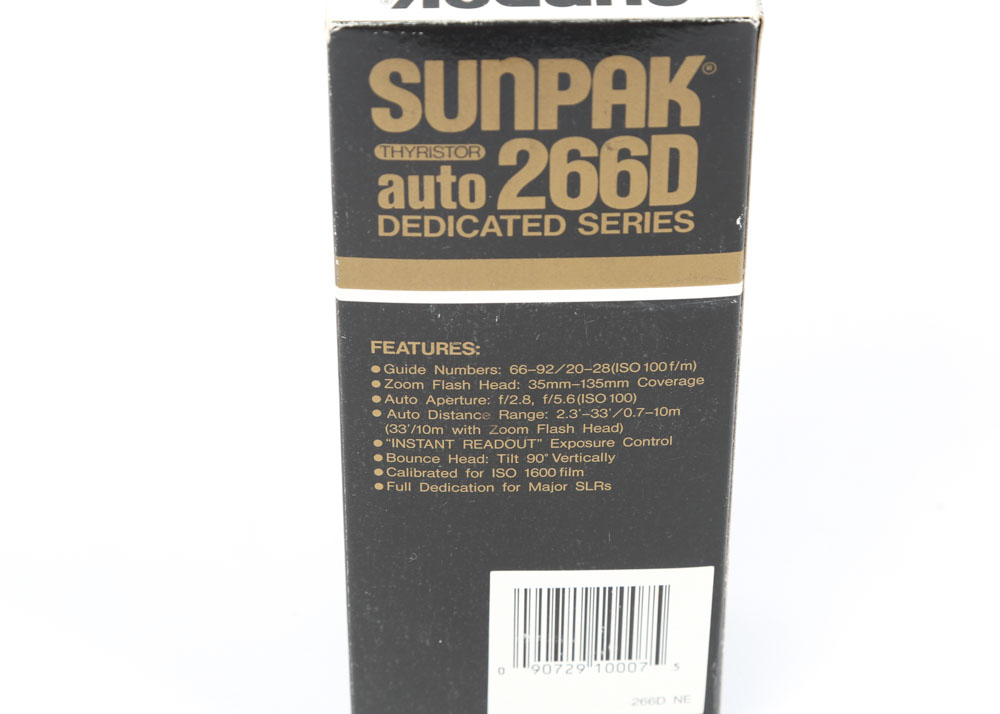 SUNPAK®
THYRISTOR
auto 266D
DEDICATED SERIES
FEATURES:
●Guide Numbers: 66–92/20–28(ISO 100 f/m)
●Zoom Flash Head: 35mm–135mm Coverage
●Auto Aperture: f/2.8, f/5.6(ISO 100)
●Auto Distance Range: 2.3'–33'/0.7–10m
(33'/10m with Zoom Flash Head)
●"INSTANT READOUT" Exposure Control
●Bounce Head: Tilt 90° Vertically
●Calibrated for ISO 1600 film
●Full Dedication for Major SLRs
0 90729 10007 5
266D NE